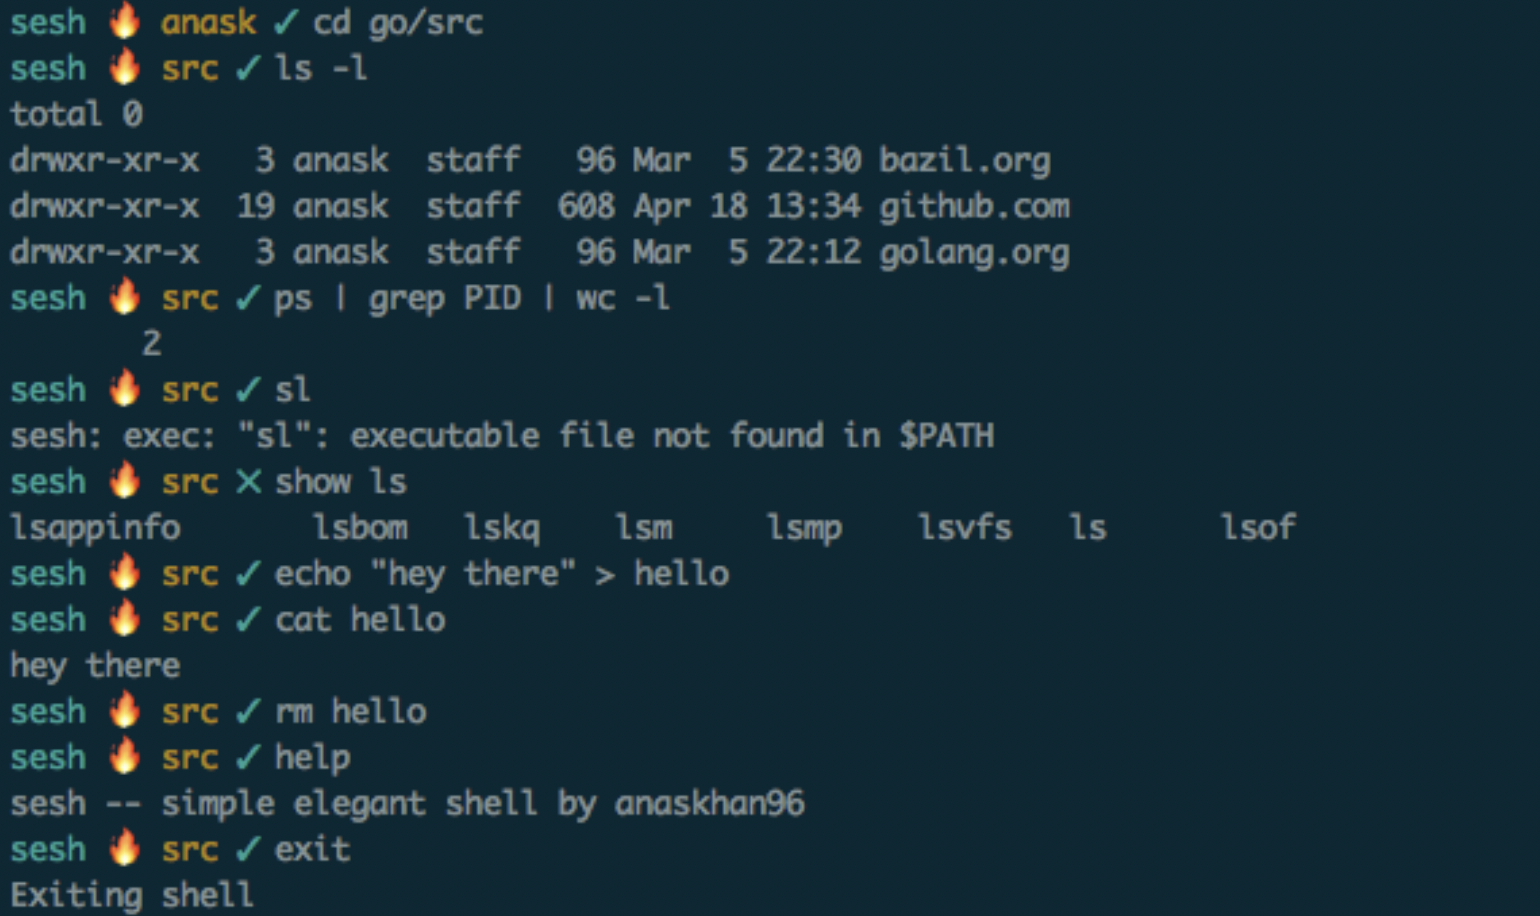 sesh 🔥 anask ✓ cd go/src
sesh 🔥 src ✓ ls -l
total 0
drwxr-xr-x   3 anask  staff   96 Mar  5 22:30 bazil.org
drwxr-xr-x  19 anask  staff  608 Apr 18 13:34 github.com
drwxr-xr-x   3 anask  staff   96 Mar  5 22:12 golang.org
sesh 🔥 src ✓ ps | grep PID | wc -l
       2
sesh 🔥 src ✓ sl
sesh: exec: "sl": executable file not found in $PATH
sesh 🔥 src ✕ show ls
lsappinfo       lsbom   lskq    lsm     lsmp    lsvfs   ls      lsof
sesh 🔥 src ✓ echo "hey there" > hello
sesh 🔥 src ✓ cat hello
hey there
sesh 🔥 src ✓ rm hello
sesh 🔥 src ✓ help
sesh -- simple elegant shell by anaskhan96
sesh 🔥 src ✓ exit
Exiting shell